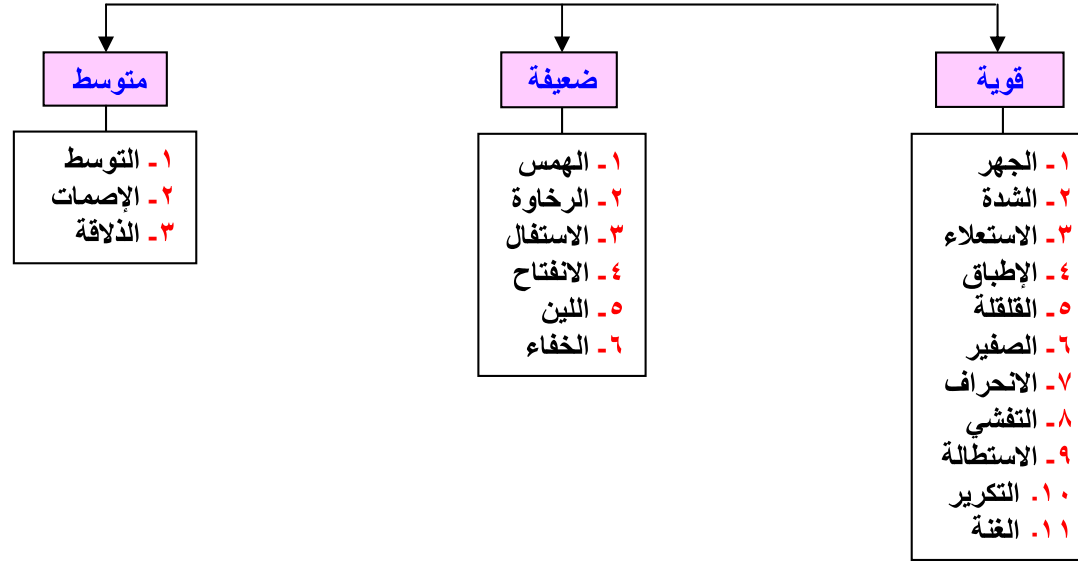 قوية
١- الجهر
٢- الشدة
٣- الاستعلاء
٤- الإطباق
٥- القلقلة
٦- الصفير
٧- الانحراف
٨- التفشي
٩- الاستطالة
١٠. التكرير
١١. الغنة
ضعيفة
١- الهمس
٢- الرخاوة
٣- الاستفال
٤- الانفتاح
٥- اللين
٦- الخفاء
متوسط
١- التوسط
٢- الإصمات
٣- الذلاقة